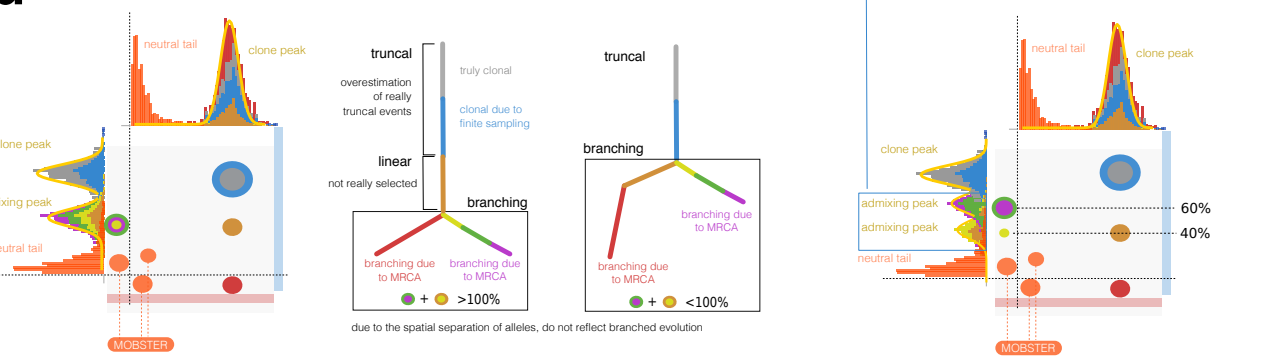 neutral tail
clone peak
lone peak
xing peak
eutral tail
MOBSTER
truncal
overestimation
of really
truncal events
truly clonal
clonal due to
finite sampling
linear
not really selected
branching
branching due
to MRCA
branching due
to MRCA
+ >100%
due to the spatial separation of alleles, do not reflect branched evolution
truncal
branching
branching due
to MRCA
branching due
to MRCA
+ <100%
neutral tail
clone peak
clone peak
admixing peak
admixing peak
neutral tail
60%
40%
MOBSTER